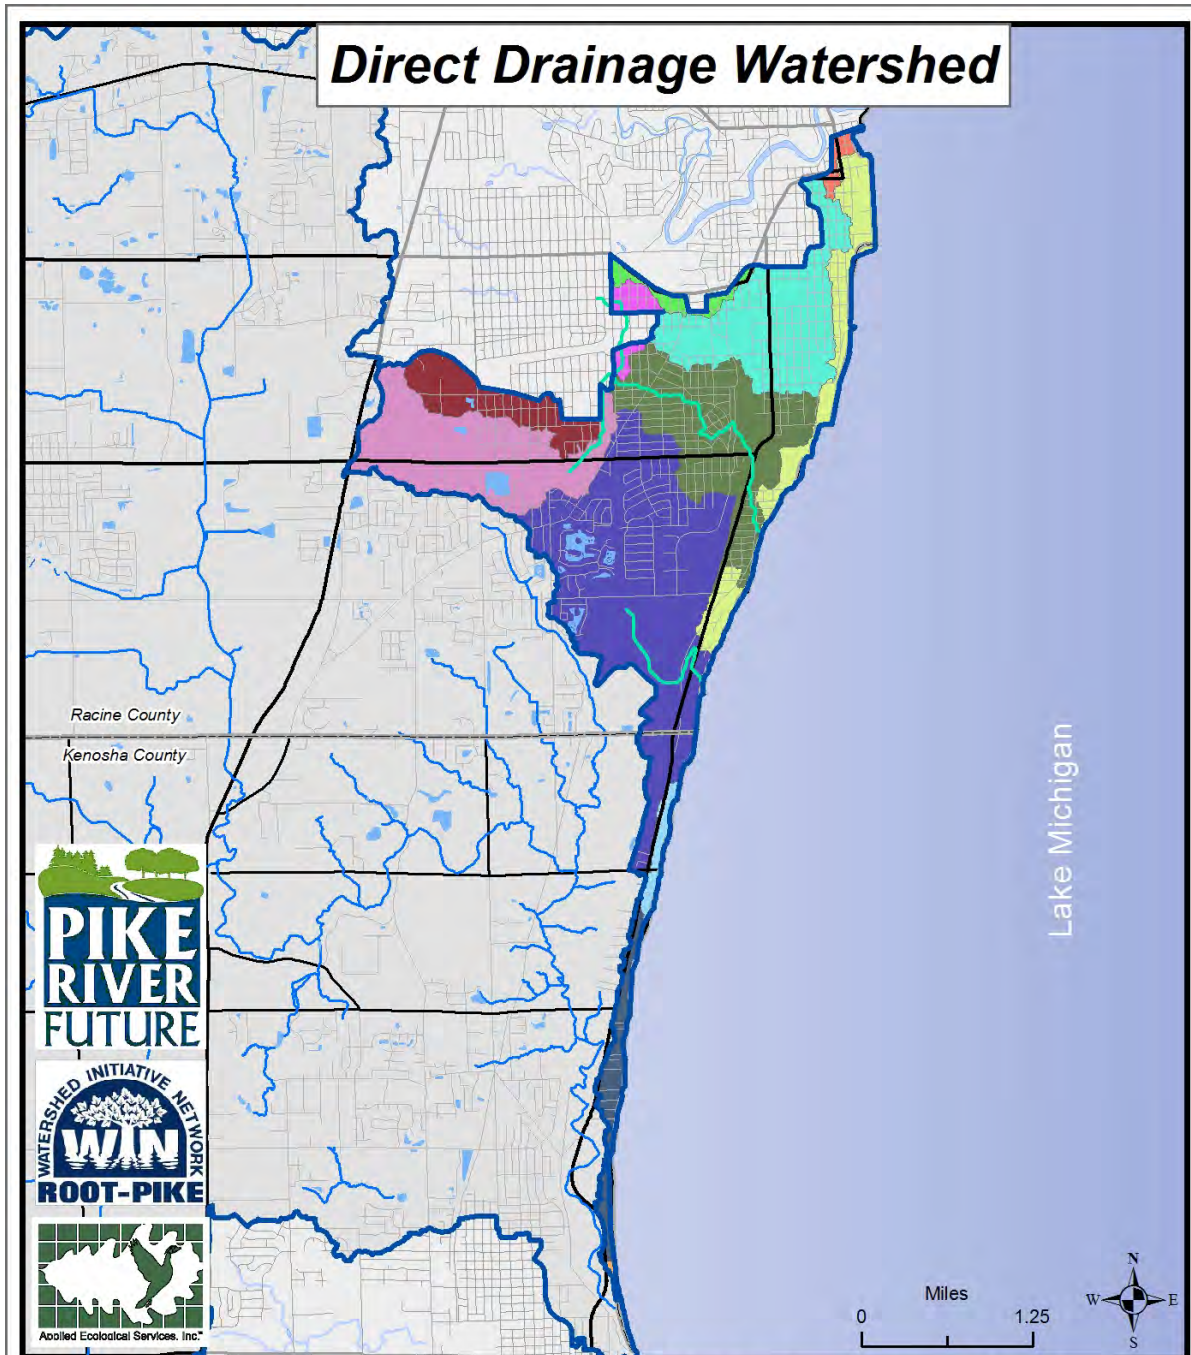 Direct Drainage Watershed
Racine County
Kenosha County
Lake Michigan
PIKE
RIVER
FUTURE
WATERSHED INITIATIVE NETWORK
WIN
ROOT-PIKE
Applied Ecological Services, Inc.™
Miles
0 1.25
N
W E
S